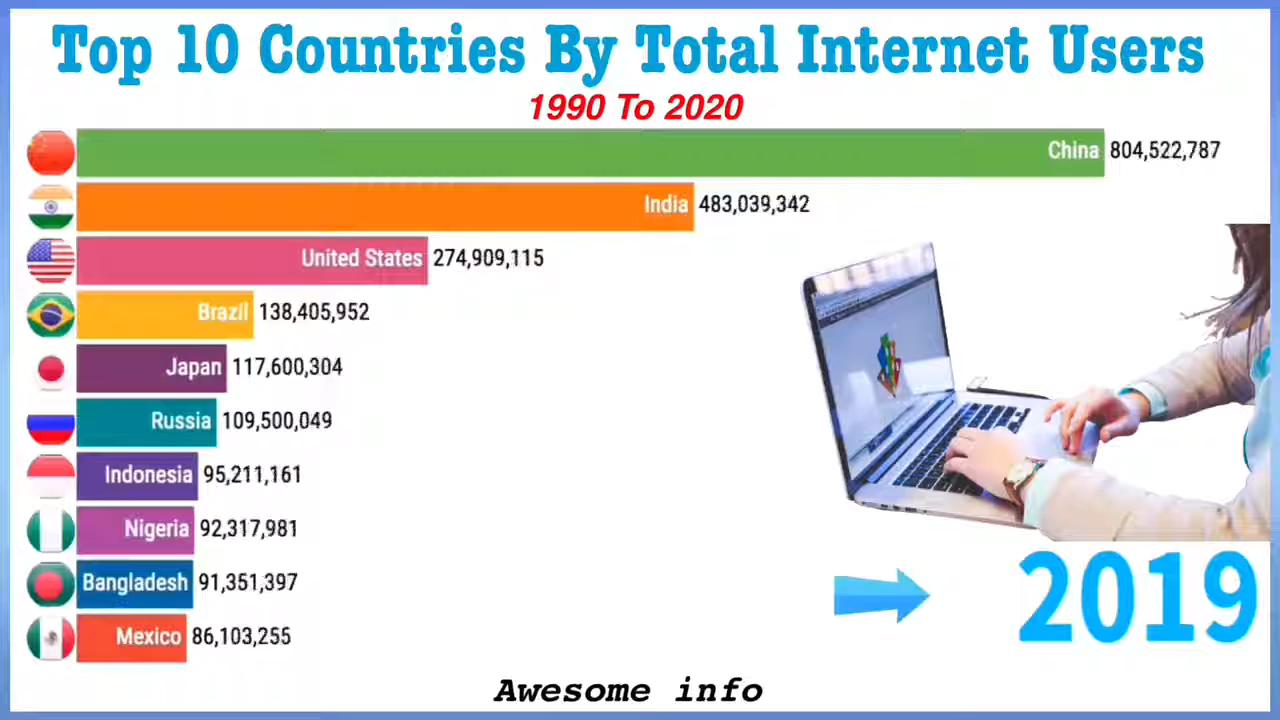 Top 10 Countries By Total Internet Users
1990 To 2020
China 804,522,787
India 483,039,342
United States 274,909,115
Brazil 138,405,952
Japan 117,600,304
Russia 109,500,049
Indonesia 95,211,161
Nigeria 92,317,981
Bangladesh 91,351,397
Mexico 86,103,255
2019
Awesome info